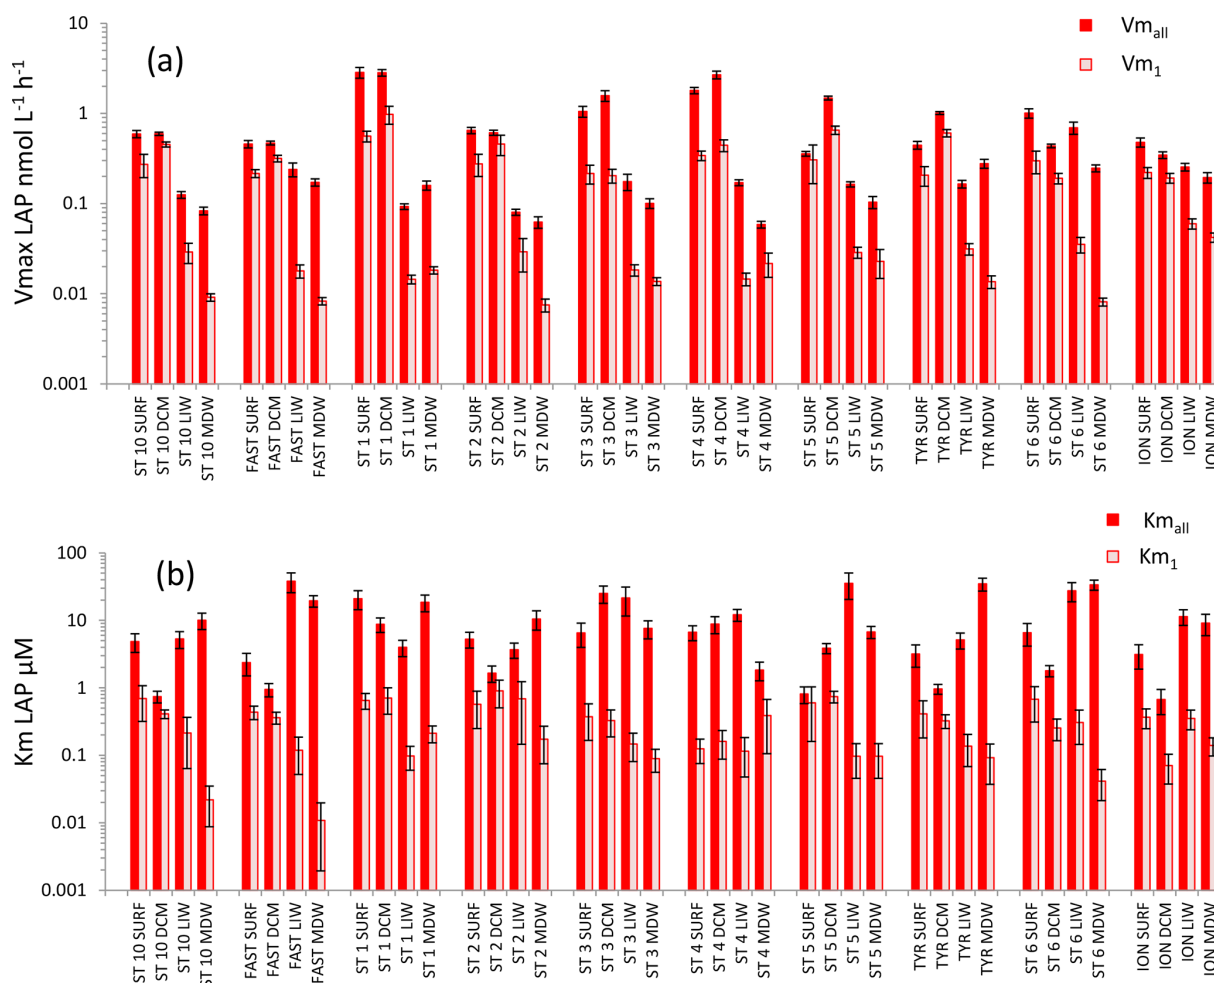 (a)
Vm_all
Vm_1
Vmax LAP nmol L^-1 h^-1
10
1
0.1
0.01
0.001
ST 10 SURF
ST 10 DCM
ST 10 LIW
ST 10 MDW
FAST SURF
FAST DCM
FAST LIW
FAST MDW
ST 1 SURF
ST 1 DCM
ST 1 LIW
ST 1 MDW
ST 2 SURF
ST 2 DCM
ST 2 LIW
ST 2 MDW
ST 3 SURF
ST 3 DCM
ST 3 LIW
ST 3 MDW
ST 4 SURF
ST 4 DCM
ST 4 LIW
ST 4 MDW
ST 5 SURF
ST 5 DCM
ST 5 LIW
ST 5 MDW
TYR SURF
TYR DCM
TYR LIW
TYR MDW
ST 6 SURF
ST 6 DCM
ST 6 LIW
ST 6 MDW
ION SURF
ION DCM
ION LIW
ION MDW
(b)
Km_all
Km_1
Km LAP µM
100
10
1
0.1
0.01
0.001
ST 10 SURF
ST 10 DCM
ST 10 LIW
ST 10 MDW
FAST SURF
FAST DCM
FAST LIW
FAST MDW
ST 1 SURF
ST 1 DCM
ST 1 LIW
ST 1 MDW
ST 2 SURF
ST 2 DCM
ST 2 LIW
ST 2 MDW
ST 3 SURF
ST 3 DCM
ST 3 LIW
ST 3 MDW
ST 4 SURF
ST 4 DCM
ST 4 LIW
ST 4 MDW
ST 5 SURF
ST 5 DCM
ST 5 LIW
ST 5 MDW
TYR SURF
TYR DCM
TYR LIW
TYR MDW
ST 6 SURF
ST 6 DCM
ST 6 LIW
ST 6 MDW
ION SURF
ION DCM
ION LIW
ION MDW